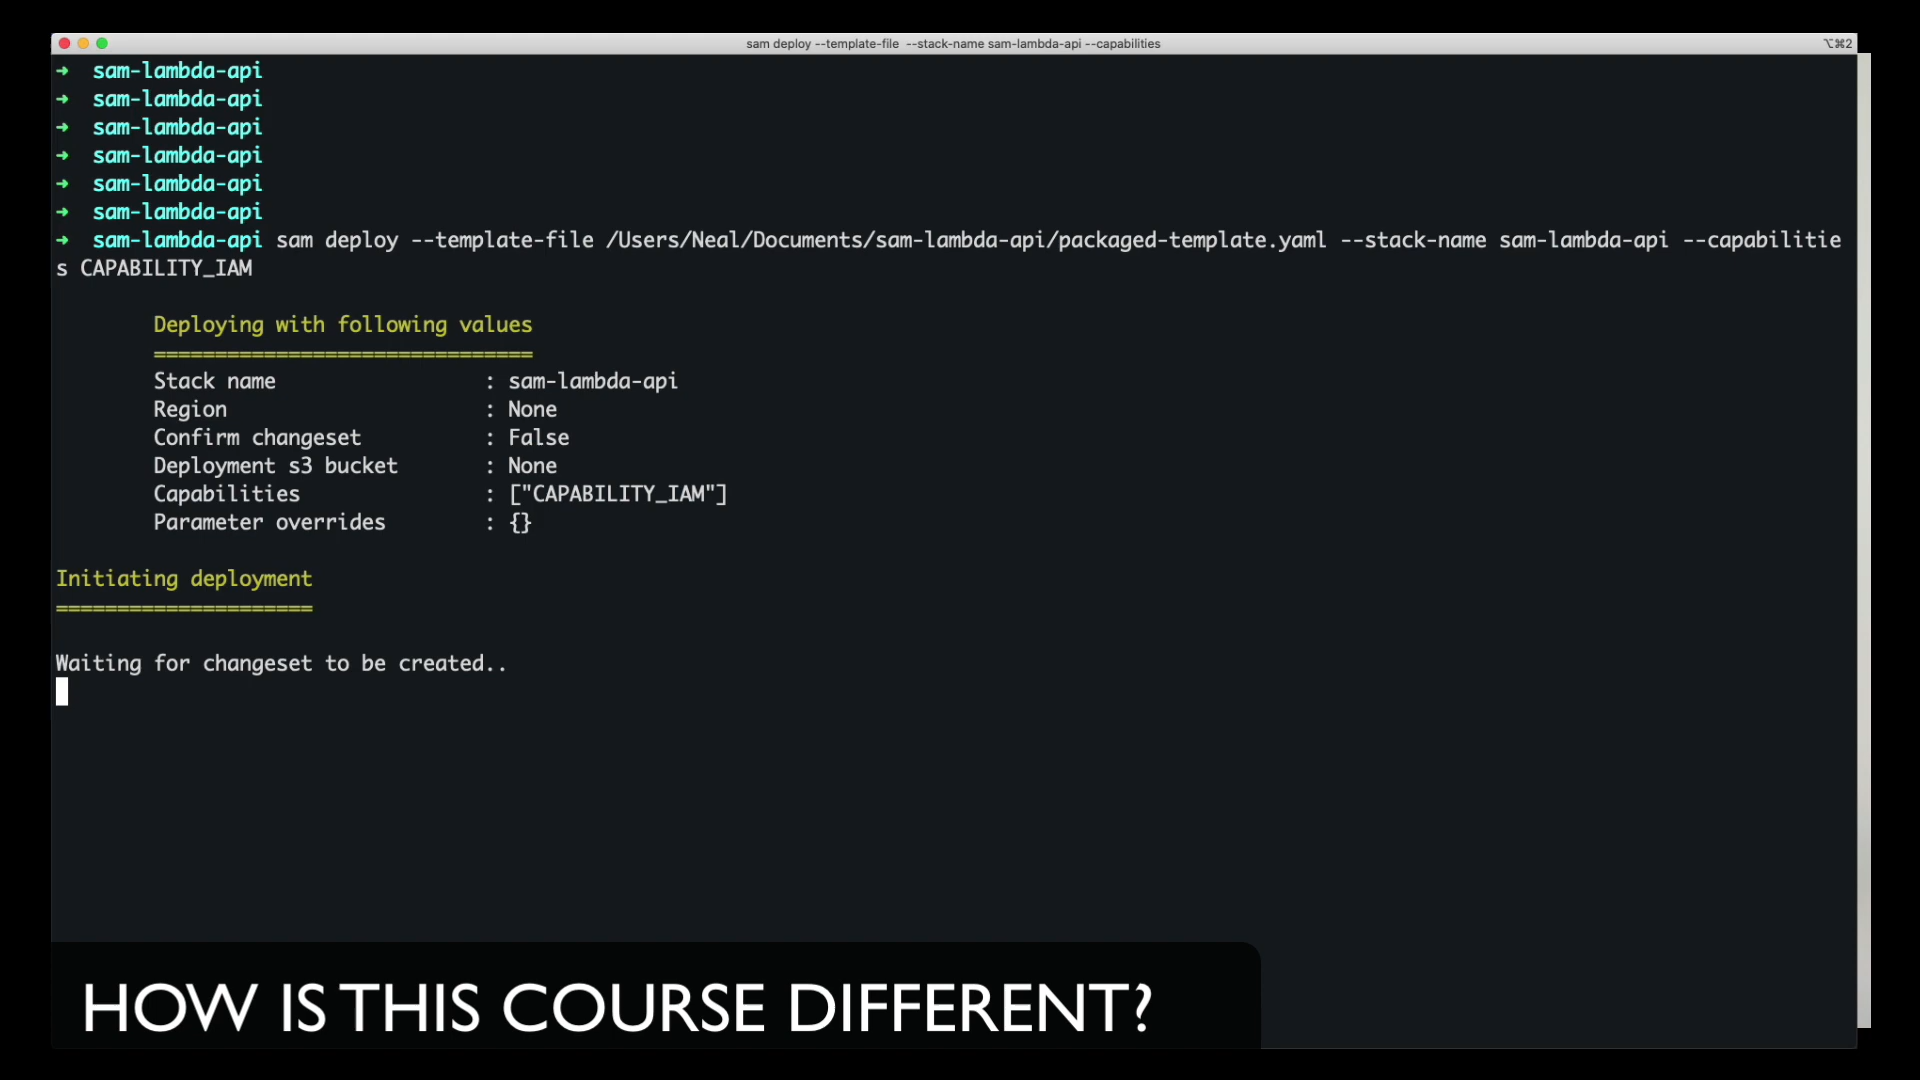 sam deploy --template-file  --stack-name sam-lambda-api --capabilities
⌥⌘2
➜  sam-lambda-api
➜  sam-lambda-api
➜  sam-lambda-api
➜  sam-lambda-api
➜  sam-lambda-api
➜  sam-lambda-api
➜  sam-lambda-api sam deploy --template-file /Users/Neal/Documents/sam-lambda-api/packaged-template.yaml --stack-name sam-lambda-api --capabilitie
s CAPABILITY_IAM
Deploying with following values
===============================
Stack name                 : sam-lambda-api
Region                     : None
Confirm changeset          : False
Deployment s3 bucket       : None
Capabilities               : ["CAPABILITY_IAM"]
Parameter overrides        : {}
Initiating deployment
=====================
Waiting for changeset to be created..
HOW IS THIS COURSE DIFFERENT?